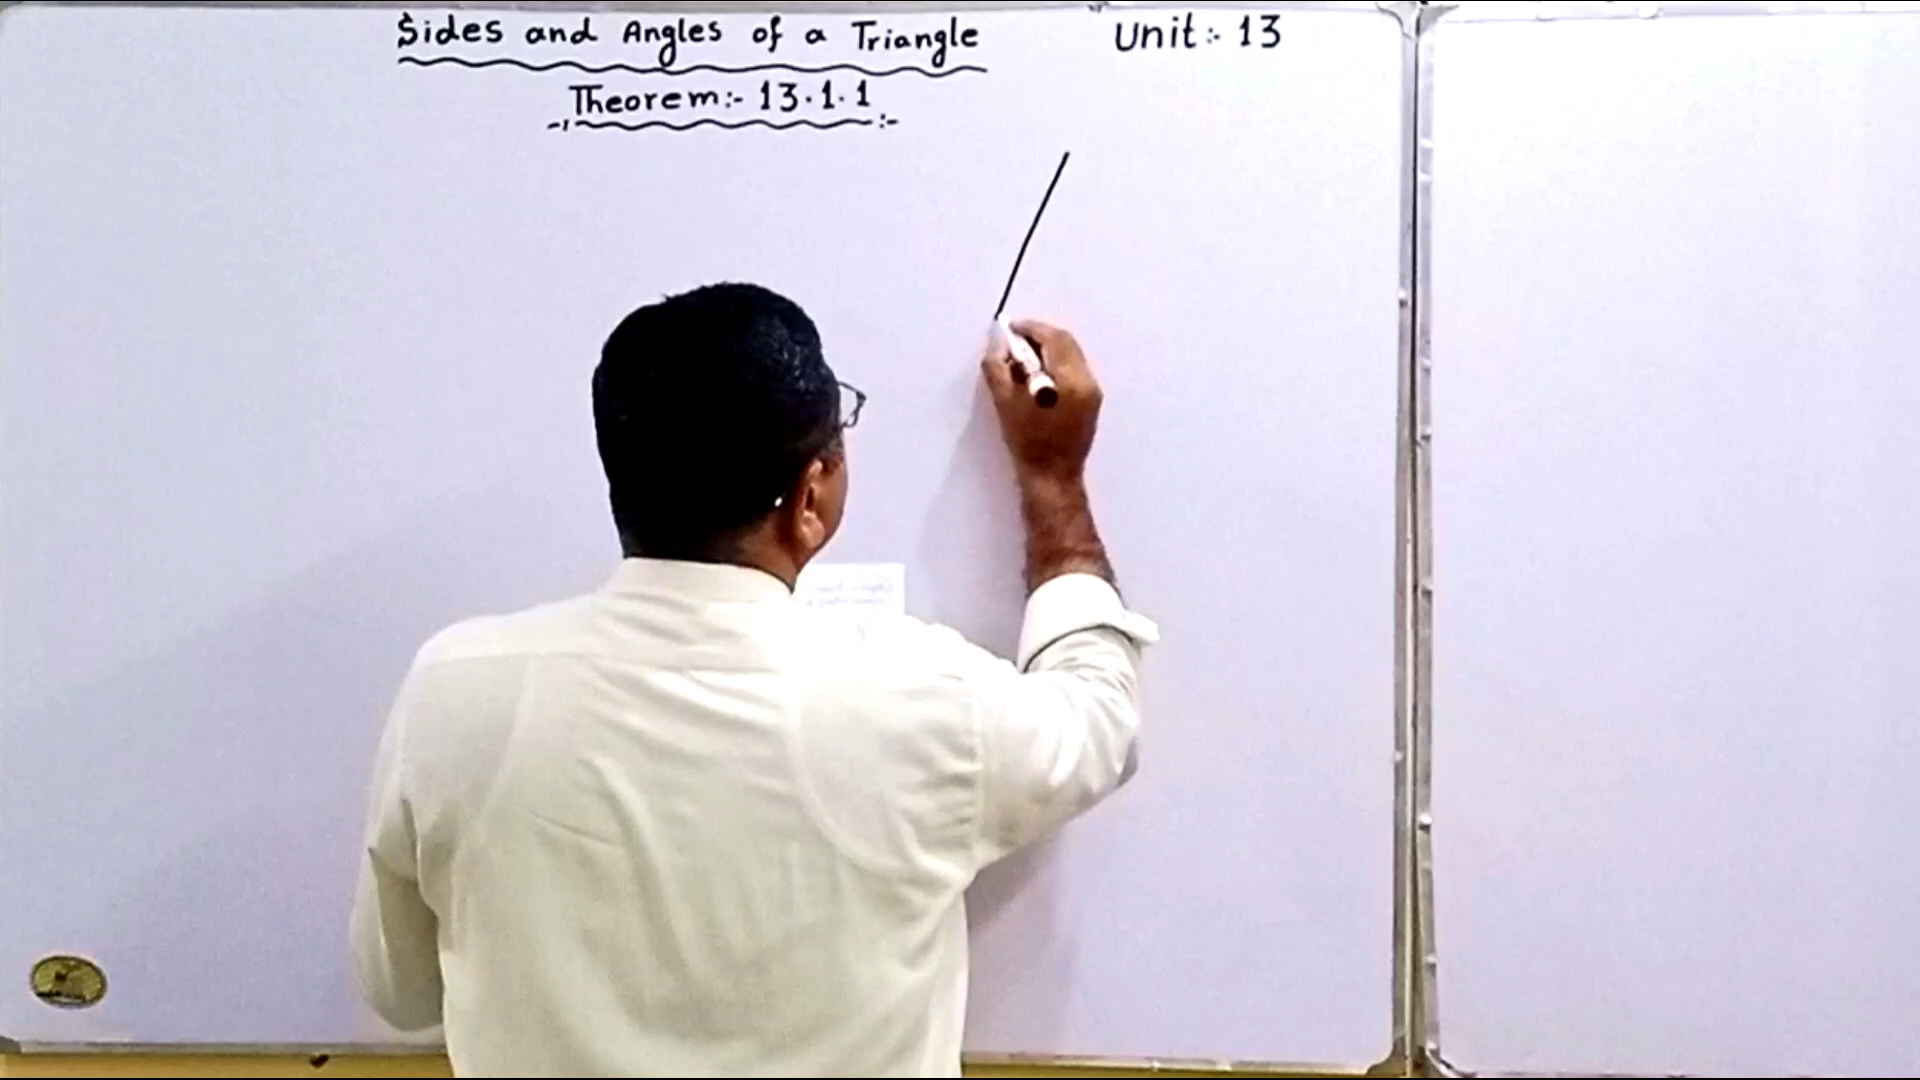 Sides and Angles of a Triangle
Unit:- 13
Theorem:- 13.1.1